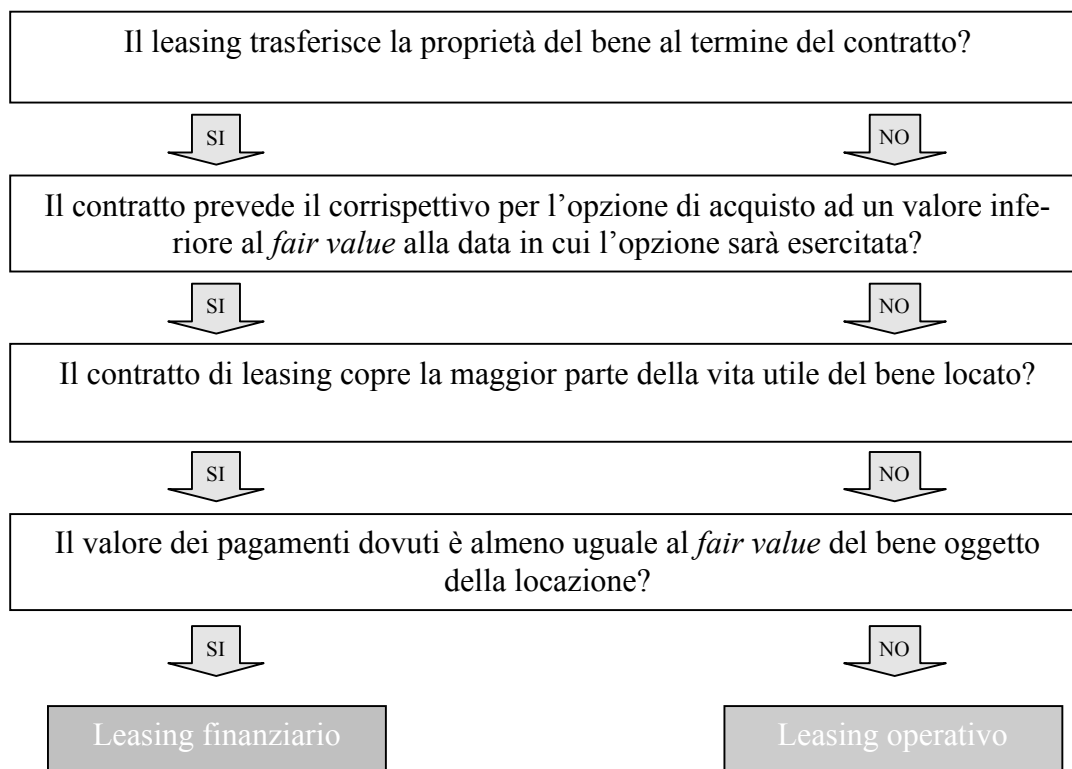 Il leasing trasferisce la proprietà del bene al termine del contratto?
SI
NO
Il contratto prevede il corrispettivo per l’opzione di acquisto ad un valore infe-
riore al fair value alla data in cui l’opzione sarà esercitata?
SI
NO
Il contratto di leasing copre la maggior parte della vita utile del bene locato?
SI
NO
Il valore dei pagamenti dovuti è almeno uguale al fair value del bene oggetto
della locazione?
SI
NO
Leasing finanziario
Leasing operativo